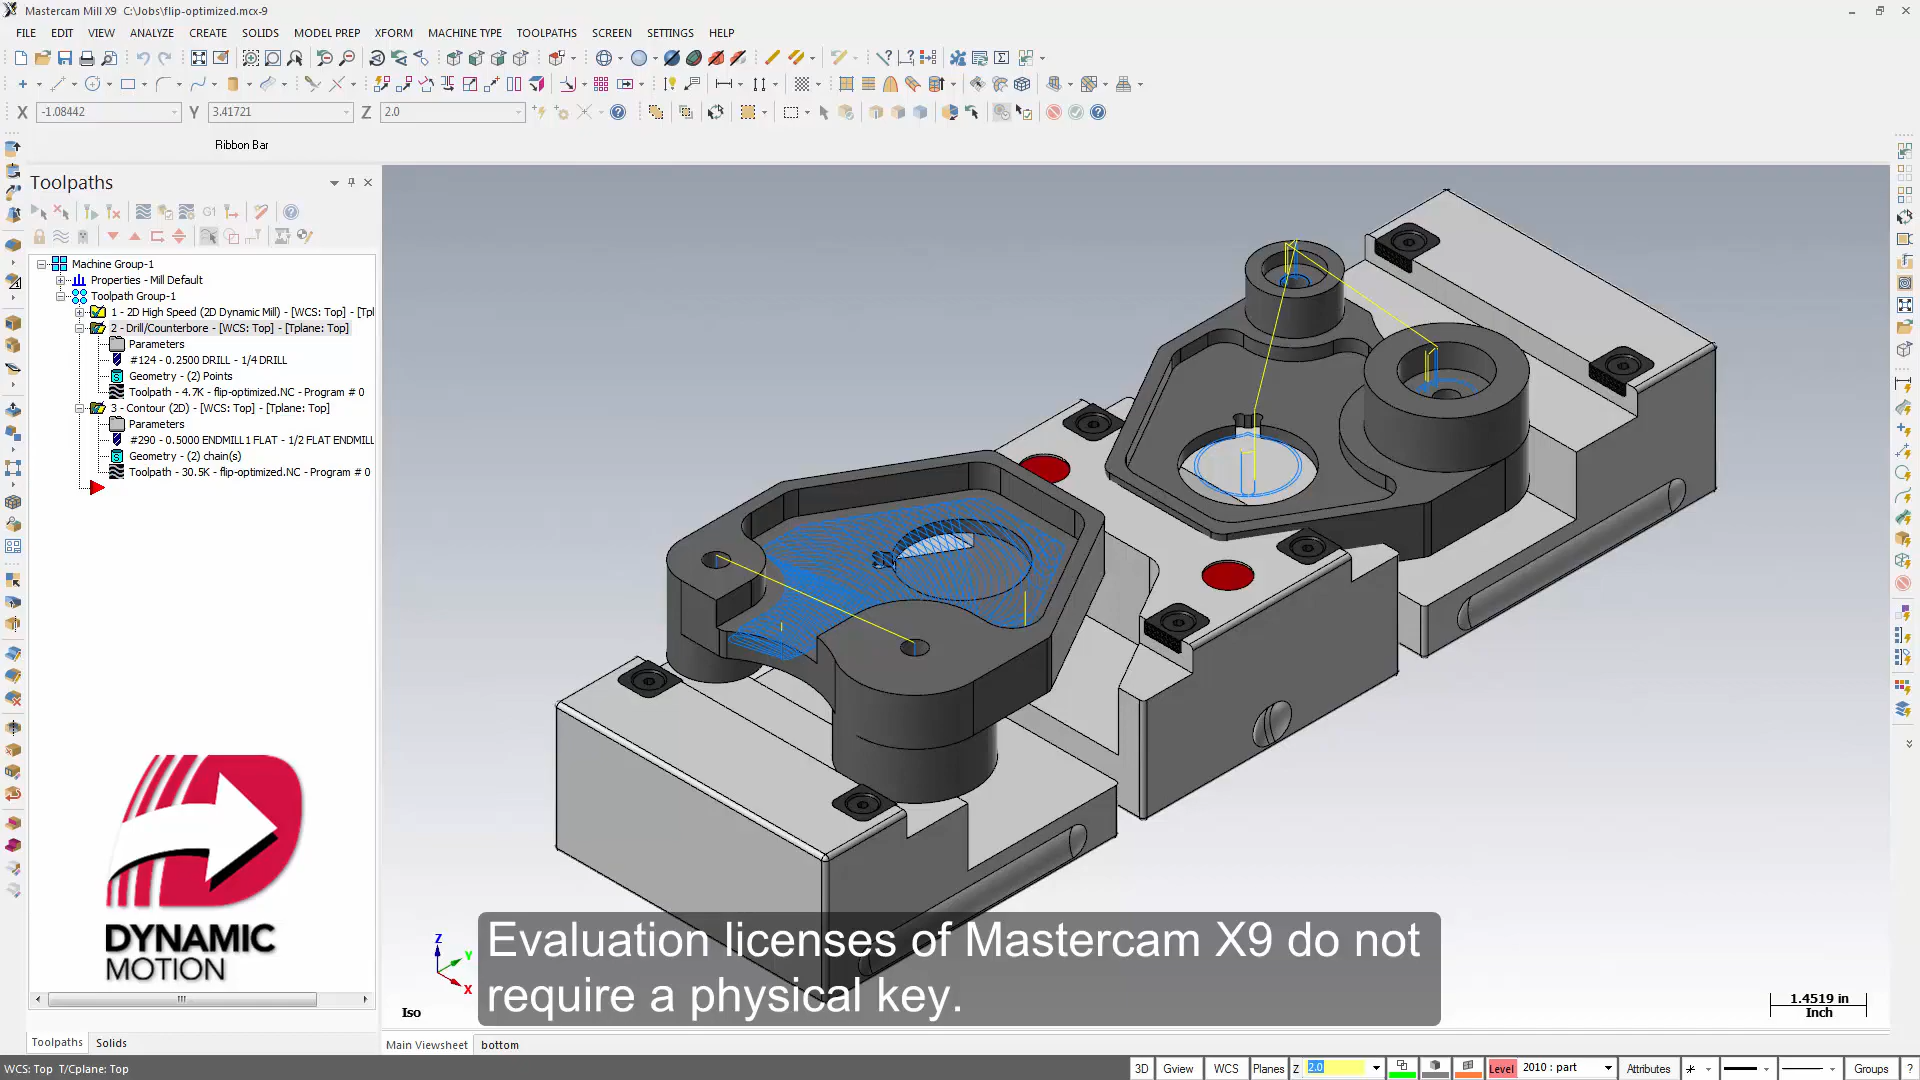 Mastercam Mill X9 C:\Jobs\flip-optimized.mcx-9
FILE EDIT VIEW ANALYZE CREATE SOLIDS MODEL PREP XFORM MACHINE TYPE TOOLPATHS SCREEN SETTINGS HELP
X -1.08442 Y 3.41721 Z 2.0
Ribbon Bar
Toolpaths
G1
Machine Group-1
Properties - Mill Default
Toolpath Group-1
1 - 2D High Speed (2D Dynamic Mill) - [WCS: Top] - [Tpl
2 - Drill/Counterbore - [WCS: Top] - [Tplane: Top]
Parameters
#124 - 0.2500 DRILL - 1/4 DRILL
Geometry - (2) Points
Toolpath - 4.7K - flip-optimized.NC - Program # 0
3 - Contour (2D) - [WCS: Top] - [Tplane: Top]
Parameters
#290 - 0.5000 ENDMILL1 FLAT - 1/2 FLAT ENDMILL
Geometry - (2) chain(s)
Toolpath - 30.5K - flip-optimized.NC - Program # 0
DYNAMIC
MOTION
Z
Y
X
Iso
Evaluation licenses of Mastercam X9 do not
require a physical key.
1.4519 in
Inch
Toolpaths Solids
Main Viewsheet bottom
WCS: Top T/Cplane: Top
3D Gview WCS Planes Z 2.0 Level 2010 : part Attributes Groups ?